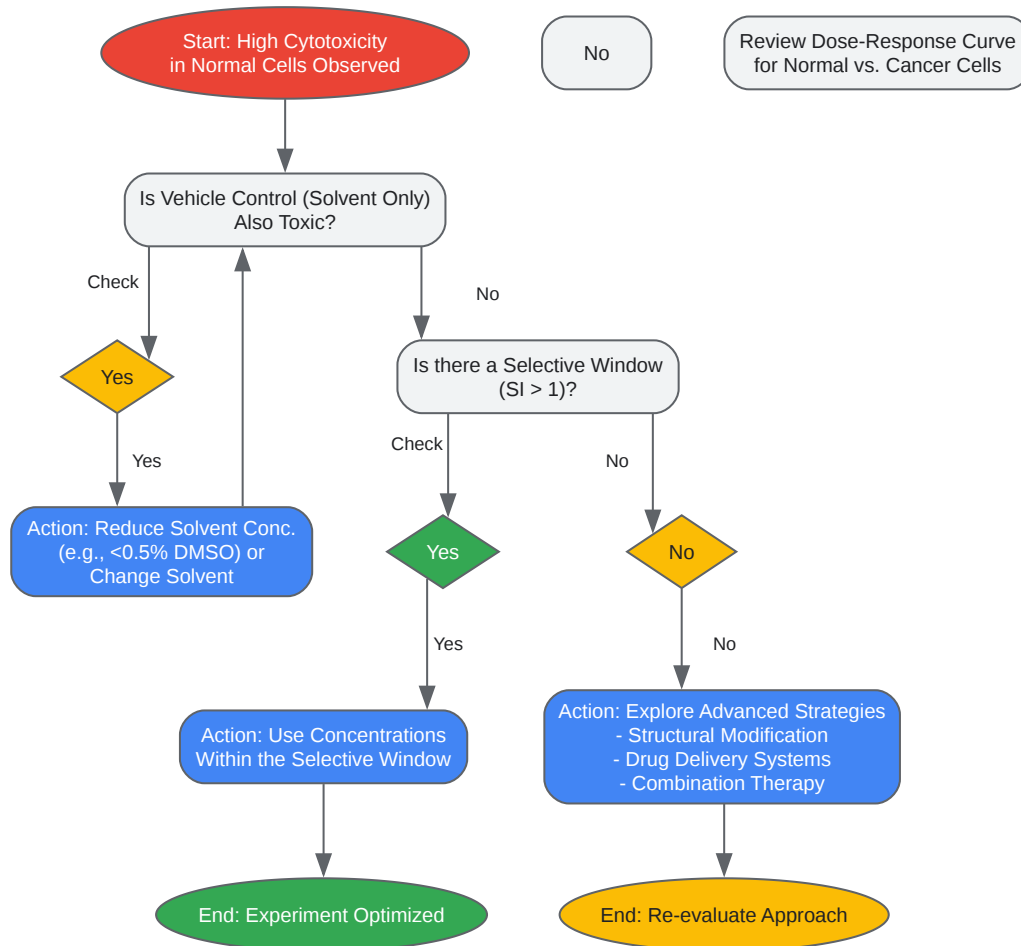 Start: High Cytotoxicity
in Normal Cells Observed
No
Review Dose-Response Curve
for Normal vs. Cancer Cells
Is Vehicle Control (Solvent Only)
Also Toxic?
Check
No
Yes
Is there a Selective Window
(SI > 1)?
Yes
Check
No
Action: Reduce Solvent Conc.
(e.g., <0.5% DMSO) or
Change Solvent
Yes
No
Yes
No
Action: Use Concentrations
Within the Selective Window
Action: Explore Advanced Strategies
- Structural Modification
- Drug Delivery Systems
- Combination Therapy
End: Experiment Optimized
End: Re-evaluate Approach